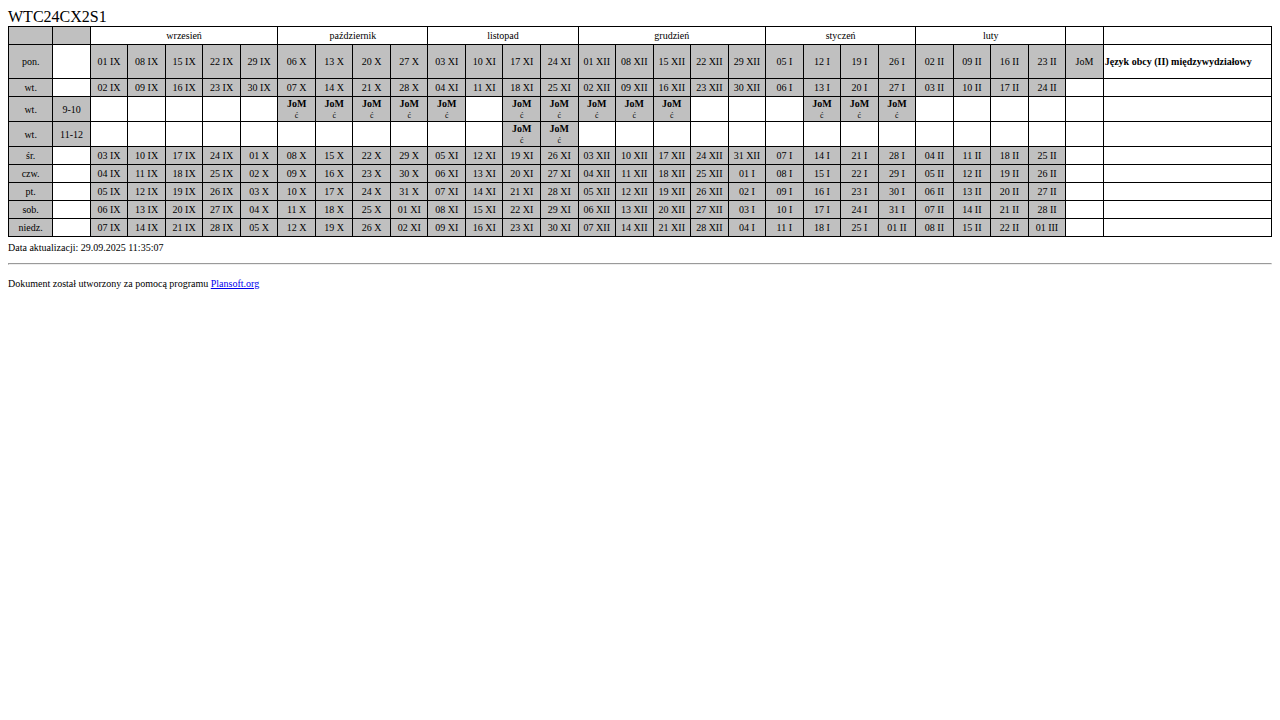 WTC24CX2S1
wrzesień październik listopad grudzień styczeń luty
pon. 01 IX 08 IX 15 IX 22 IX 29 IX 06 X 13 X 20 X 27 X 03 XI 10 XI 17 XI 24 XI 01 XII 08 XII 15 XII 22 XII 29 XII 05 I 12 I 19 I 26 I 02 II 09 II 16 II 23 II JoM Język obcy (II) międzywydziałowy
wt. 02 IX 09 IX 16 IX 23 IX 30 IX 07 X 14 X 21 X 28 X 04 XI 11 XI 18 XI 25 XI 02 XII 09 XII 16 XII 23 XII 30 XII 06 I 13 I 20 I 27 I 03 II 10 II 17 II 24 II
wt. 9-10 JoM JoM JoM JoM JoM JoM JoM JoM JoM JoM JoM JoM JoM
ć ć ć ć ć ć ć ć ć ć ć ć ć
wt. 11-12 JoM JoM
ć ć
śr. 03 IX 10 IX 17 IX 24 IX 01 X 08 X 15 X 22 X 29 X 05 XI 12 XI 19 XI 26 XI 03 XII 10 XII 17 XII 24 XII 31 XII 07 I 14 I 21 I 28 I 04 II 11 II 18 II 25 II
czw. 04 IX 11 IX 18 IX 25 IX 02 X 09 X 16 X 23 X 30 X 06 XI 13 XI 20 XI 27 XI 04 XII 11 XII 18 XII 25 XII 01 I 08 I 15 I 22 I 29 I 05 II 12 II 19 II 26 II
pt. 05 IX 12 IX 19 IX 26 IX 03 X 10 X 17 X 24 X 31 X 07 XI 14 XI 21 XI 28 XI 05 XII 12 XII 19 XII 26 XII 02 I 09 I 16 I 23 I 30 I 06 II 13 II 20 II 27 II
sob. 06 IX 13 IX 20 IX 27 IX 04 X 11 X 18 X 25 X 01 XI 08 XI 15 XI 22 XI 29 XI 06 XII 13 XII 20 XII 27 XII 03 I 10 I 17 I 24 I 31 I 07 II 14 II 21 II 28 II
niedz. 07 IX 14 IX 21 IX 28 IX 05 X 12 X 19 X 26 X 02 XI 09 XI 16 XI 23 XI 30 XI 07 XII 14 XII 21 XII 28 XII 04 I 11 I 18 I 25 I 01 II 08 II 15 II 22 II 01 III
Data aktualizacji: 29.09.2025 11:35:07
Dokument został utworzony za pomocą programu Plansoft.org